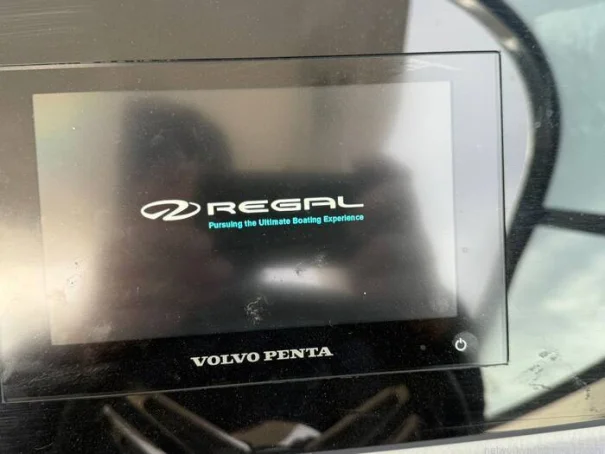 REGAL
Pursuing the Ultimate Boating Experience
VOLVO PENTA